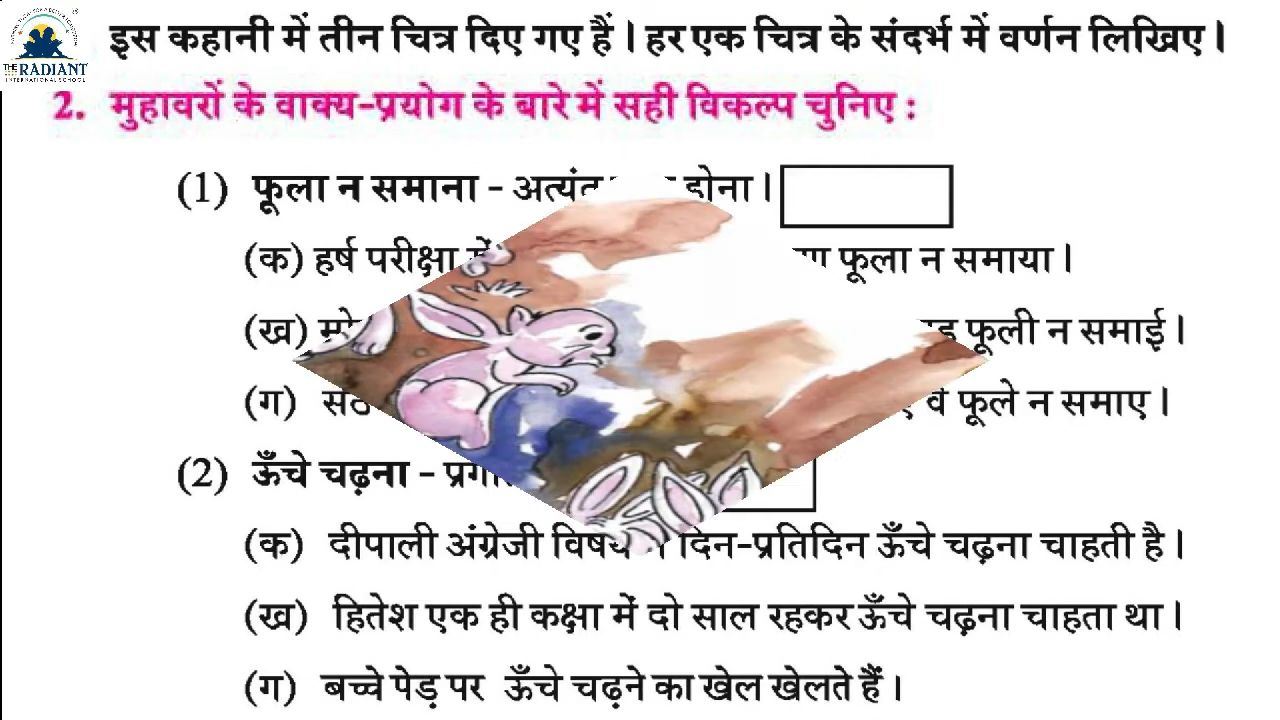 THE RADIANT
INTERNATIONAL SCHOOL
इस कहानी में तीन चित्र दिए गए हैं । हर एक चित्र के संदर्भ में वर्णन लिखिए ।
2. मुहावरों के वाक्य-प्रयोग के बारे में सही विकल्प चुनिए :
(1) फूला न समाना - अत्यंत होना ।
(क) हर्ष परीक्षा में फूला न समाया ।
(ख) फूली न समाई ।
(ग) वे फूले न समाए ।
(2) ऊँचे चढ़ना -
(क) दीपाली अंग्रेजी विषय में दिन-प्रतिदिन ऊँचे चढ़ना चाहती है ।
(ख) हितेश एक ही कक्षा में दो साल रहकर ऊँचे चढ़ना चाहता था ।
(ग) बच्चे पेड़ पर ऊँचे चढ़ने का खेल खेलते हैं ।